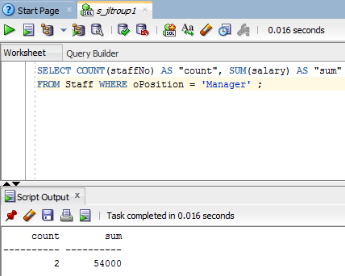 Start Page
s_jltroup1
0.016 seconds
Worksheet
Query Builder
SELECT COUNT(staffNo) AS "count", SUM(salary) AS "sum"
FROM Staff WHERE oPosition = 'Manager' ;
Script Output
Task completed in 0.016 seconds
count sum
---------- ----------
2 54000